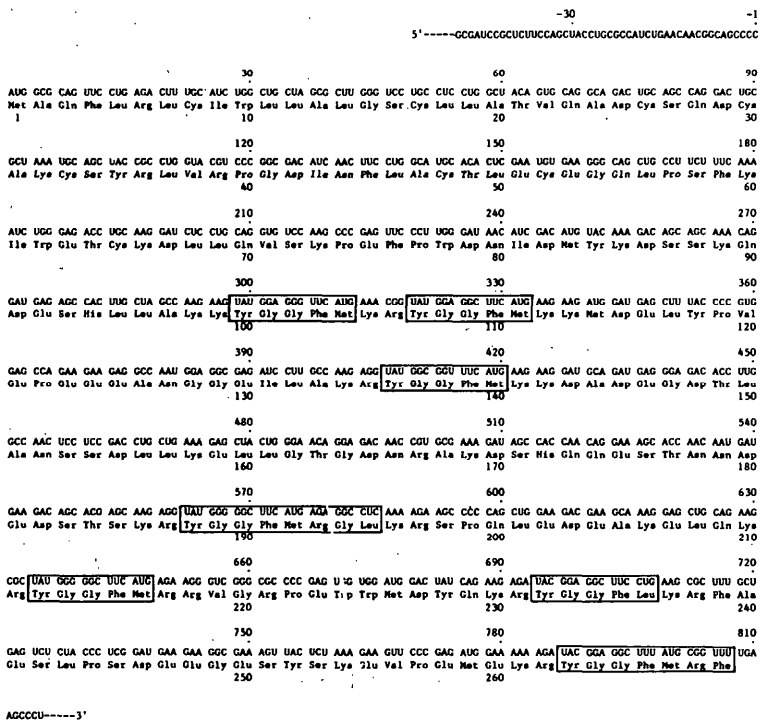 -30 -1
5'-----GCGAUCCGCUCUUCCAGCUACCUGCGCCAUCUGAACAACGGCAGCCCC
30 60 90
AUG GCG CAG UUC CUG AGA CUU UGC AUC UGG CUG CUA GCG CUU GGG UCC UGC CUC CUG GCU ACA GUG CAG GCA GAC UGC AGC CAG GAC UGC
Met Ala Gln Phe Leu Arg Leu Cys Ile Trp Leu Leu Ala Leu Gly Ser Cys Leu Leu Ala Thr Val Gln Ala Asp Cys Ser Gln Asp Cys
1 10 20 30
120 150 180
GCU AAA UGC AGC UAC CGC CUG GUA CGU CCC GGC GAC AUC AAC UUC CUG GCA UGC ACA CUC GAA UGU GAA GGG CAG CUG CCU UCU UUC AAA
Ala Lys Cys Ser Tyr Arg Leu Val Arg Pro Gly Asp Ile Asn Phe Leu Ala Cys Thr Leu Glu Cys Glu Gly Gln Leu Pro Ser Phe Lys
40 50 60
210 240 270
AUC UGG GAG ACC UGC AAG GAU CUC CUG CAG GUG UCC AAG CCC GAG UUC CCU UGG GAU AAC AUC GAC AUG UAC AAA GAC AGC AGC AAA CAG
Ile Trp Glu Thr Cys Lys Asp Leu Leu Gln Val Ser Lys Pro Glu Phe Pro Trp Asp Asn Ile Asp Met Tyr Lys Asp Ser Ser Lys Gln
70 80 90
300 330 360
GAU GAG AGC CAC UUG CUA GCC AAG AAG UAU GGA GGG UUC AUG AAA CGG UAU GGA GGC UUC AUG AAG AAG AUG GAU GAG CUU UAC CCC GUG
Asp Glu Ser His Leu Leu Ala Lys Lys Tyr Gly Gly Phe Met Lys Arg Tyr Gly Gly Phe Met Lys Lys Met Asp Glu Leu Tyr Pro Val
100 110 120
390 420 450
GAG CCA GAA GAA GAG GCC AAU GGA GGC GAG AUC CUU GCC AAG AGG UAU GGC GGU UUC AUG AAG AAG GAU GCA GAU GAG GGA GAC ACC UUG
Glu Pro Glu Glu Glu Ala Asn Gly Gly Glu Ile Leu Ala Lys Arg Tyr Gly Gly Phe Met Lys Lys Asp Ala Asp Glu Gly Asp Thr Leu
130 140 150
480 510 540
GCC AAC UCC UCC GAC CUG CUG AAA GAG CUA CUG GGA ACA GGA GAC AAC CGU GCG AAA GAU AGC CAC CAA CAG GAA AGC ACC AAC AAU GAU
Ala Asn Ser Ser Asp Leu Leu Lys Glu Leu Leu Gly Thr Gly Asp Asn Arg Ala Lys Asp Ser His Gln Gln Glu Ser Thr Asn Asn Asp
160 170 180
570 600 630
GAA GAC AGC ACG AGC AAG AGG UAU GGG GGC UUC AUG AGA GGC CUC AAA AGA AGC CCC CAG CUG GAA GAC GAA GCA AAG GAG CUG CAG AAG
Glu Asp Ser Thr Ser Lys Arg Tyr Gly Gly Phe Met Arg Gly Leu Lys Arg Ser Pro Gln Leu Glu Asp Glu Ala Lys Glu Leu Gln Lys
190 200 210
660 690 720
CGC UAU GGG GGC UUC AUG AGA AGG GUC GGG CGC CCC GAG UGG UGG AUG GAC UAU CAG AAG AGA UAC GGA GGC UUC CUG AAG CGC UUU GCU
Arg Tyr Gly Gly Phe Met Arg Arg Val Gly Arg Pro Glu Trp Trp Met Asp Tyr Gln Lys Arg Tyr Gly Gly Phe Leu Lys Arg Phe Ala
220 230 240
750 780 810
GAG UCU CUA CCC UCG GAU GAA GAA GGC GAA AGU UAC UCU AAA GAA GUU CCC GAG AUG GAA AAA AGA UAC GGA GGC UUU AUG CGG UUU UGA
Glu Ser Leu Pro Ser Asp Glu Glu Gly Glu Ser Tyr Ser Lys Glu Val Pro Glu Met Glu Lys Arg Tyr Gly Gly Phe Met Arg Phe
250 260
AGCCCU-----3'